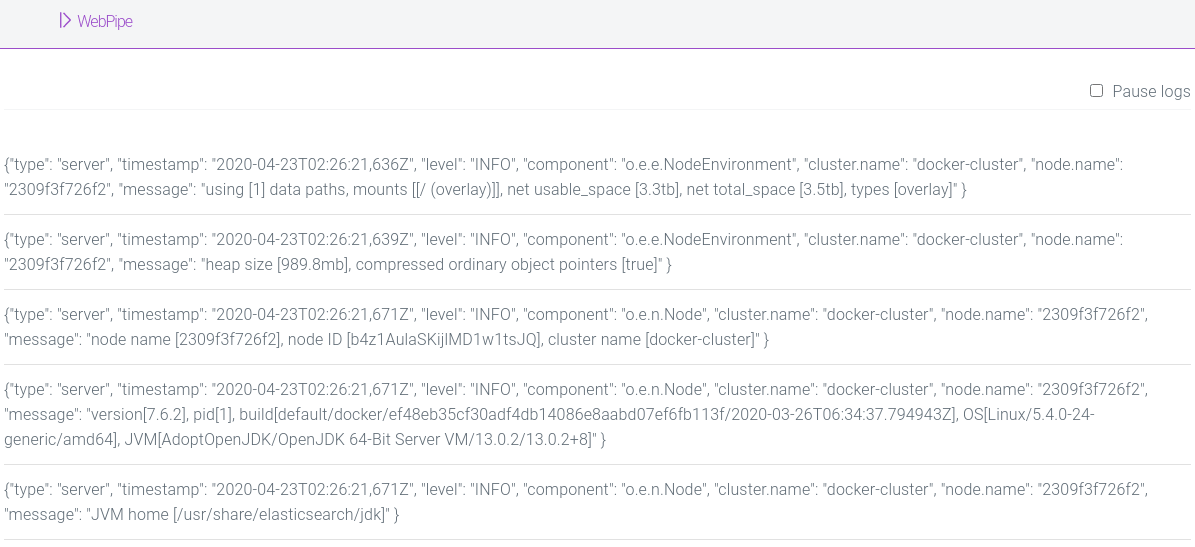 WebPipe
Pause logs
{"type": "server", "timestamp": "2020-04-23T02:26:21,636Z", "level": "INFO", "component": "o.e.e.NodeEnvironment", "cluster.name": "docker-cluster", "node.name":
"2309f3f726f2", "message": "using [1] data paths, mounts [[/ (overlay)]], net usable_space [3.3tb], net total_space [3.5tb], types [overlay]" }
{"type": "server", "timestamp": "2020-04-23T02:26:21,639Z", "level": "INFO", "component": "o.e.e.NodeEnvironment", "cluster.name": "docker-cluster", "node.name":
"2309f3f726f2", "message": "heap size [989.8mb], compressed ordinary object pointers [true]" }
{"type": "server", "timestamp": "2020-04-23T02:26:21,671Z", "level": "INFO", "component": "o.e.n.Node", "cluster.name": "docker-cluster", "node.name": "2309f3f726f2",
"message": "node name [2309f3f726f2], node ID [b4z1AulaSKijIMD1w1tsJQ], cluster name [docker-cluster]" }
{"type": "server", "timestamp": "2020-04-23T02:26:21,671Z", "level": "INFO", "component": "o.e.n.Node", "cluster.name": "docker-cluster", "node.name": "2309f3f726f2",
"message": "version[7.6.2], pid[1], build[default/docker/ef48eb35cf30adf4db14086e8aabd07ef6fb113f/2020-03-26T06:34:37.794943Z], OS[Linux/5.4.0-24-
generic/amd64], JVM[AdoptOpenJDK/OpenJDK 64-Bit Server VM/13.0.2/13.0.2+8]" }
{"type": "server", "timestamp": "2020-04-23T02:26:21,671Z", "level": "INFO", "component": "o.e.n.Node", "cluster.name": "docker-cluster", "node.name": "2309f3f726f2",
"message": "JVM home [/usr/share/elasticsearch/jdk]" }